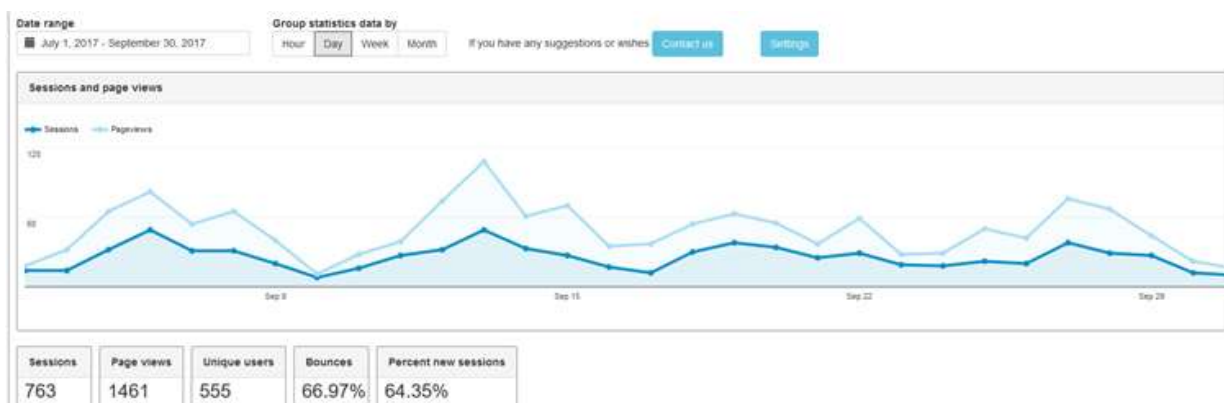 Date range
July 1, 2017 - September 30, 2017
Group statistics data by
Hour Day Week Month
If you have any suggestions or wishes Contact us
Settings
Sessions and page views
Sessions Pageviews
120
60
Sep 8 Sep 15 Sep 22 Sep 29
Sessions Page views Unique users Bounces Percent new sessions
763 1461 555 66.97% 64.35%